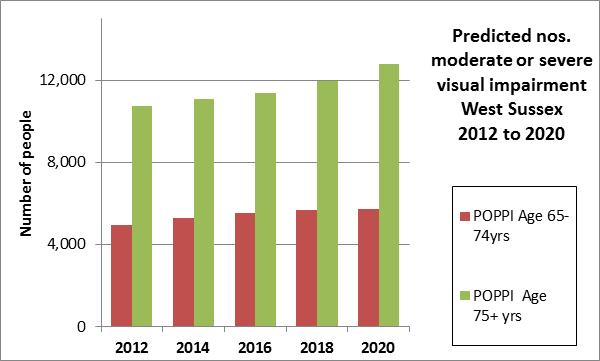 Predicted nos.
moderate or severe
visual impairment
West Sussex
2012 to 2020
Number of people
12,000
8,000
4,000
0
2012
2014
2016
2018
2020
POPPI Age 65-
74yrs
POPPI Age
75+ yrs